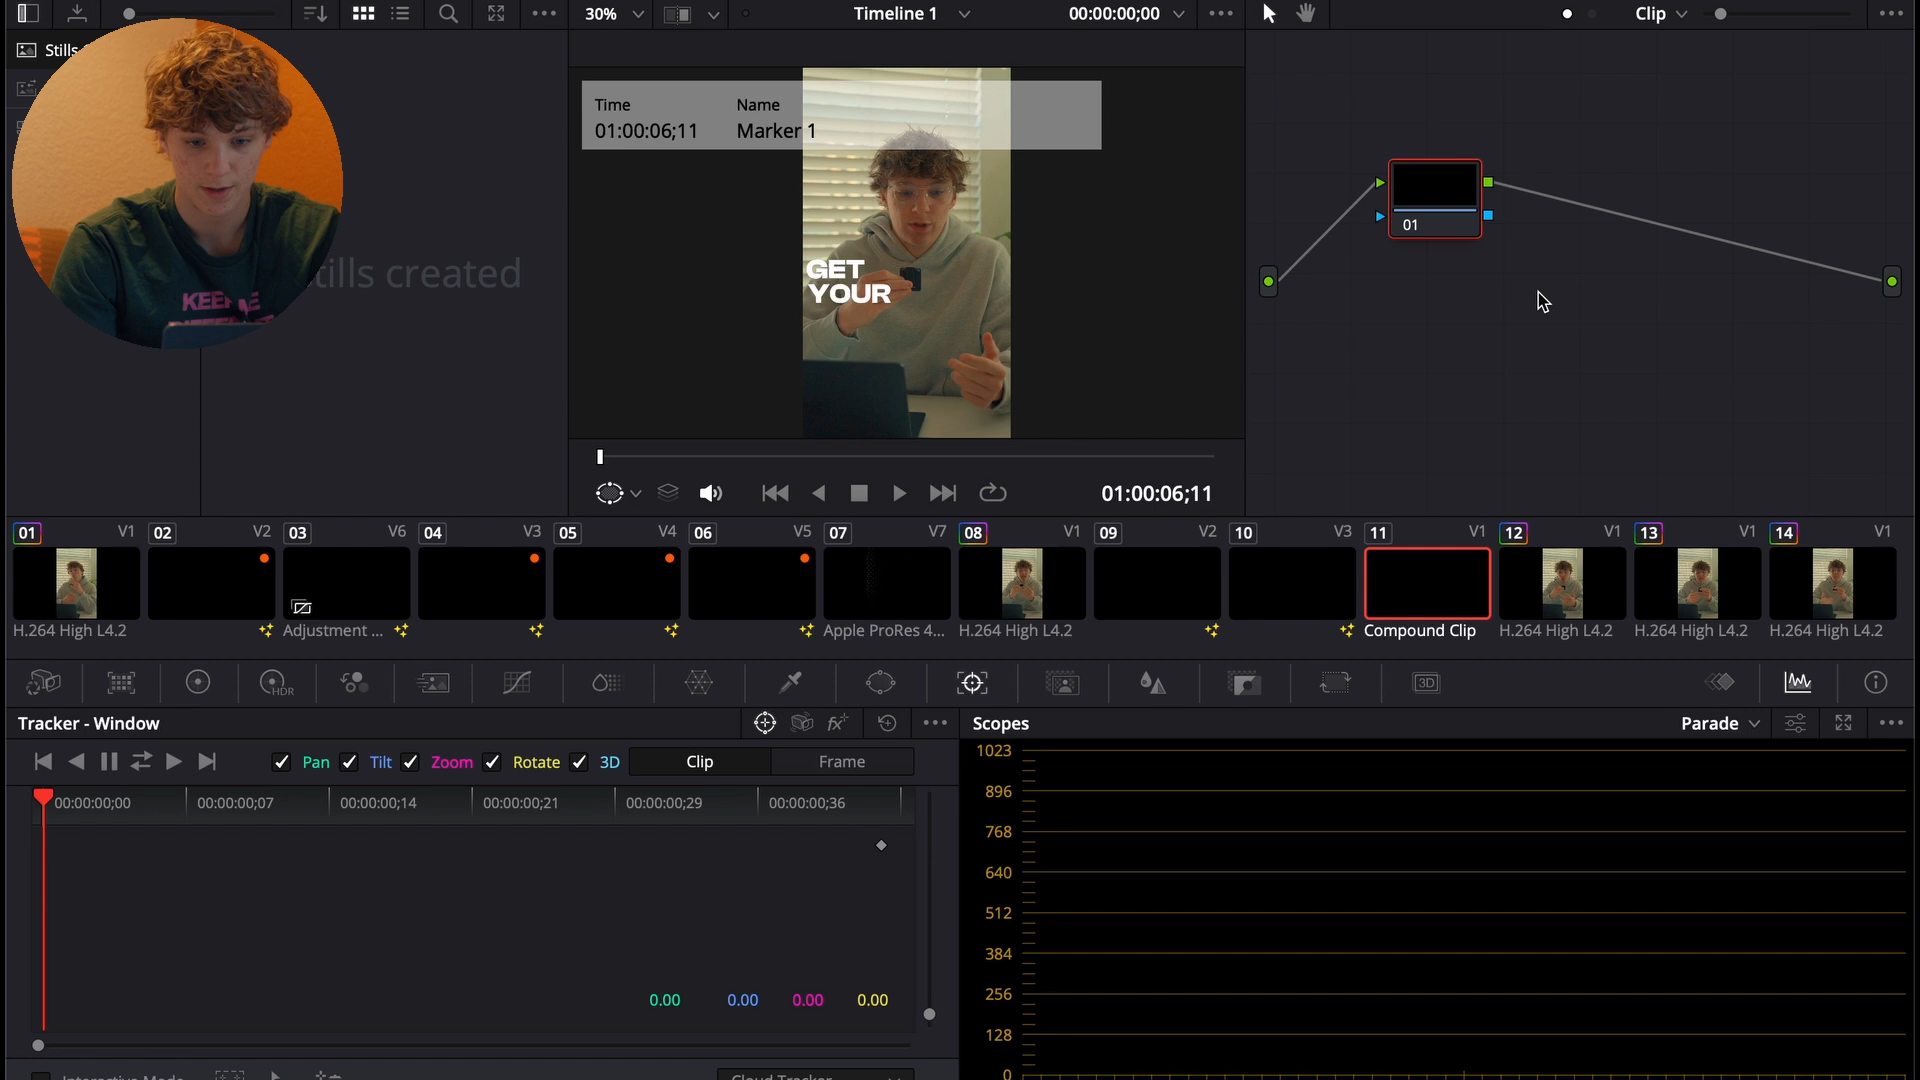 30%
Timeline 1
00:00:00;00
Clip
Stills
tills created
Time
Name
01:00:06;11
Marker 1
GET
YOUR
01
01:00:06;11
01 V1
02 V2
03 V6
04 V3
05 V4
06 V5
07 V7
08 V1
09 V2
10 V3
11 V1
12 V1
13 V1
14 V1
H.264 High L4.2
Adjustment ...
Apple ProRes 4...
H.264 High L4.2
Compound Clip
H.264 High L4.2
H.264 High L4.2
H.264 High L4.2
HDR
3D
Tracker - Window
fx
Scopes
Parade
Pan
Tilt
Zoom
Rotate
3D
Clip
Frame
00:00:00;00
00:00:00;07
00:00:00;14
00:00:00;21
00:00:00;29
00:00:00;36
0.00
0.00
0.00
0.00
1023
896
768
640
512
384
256
128
0
Interactive Mode
Cloud Tracker